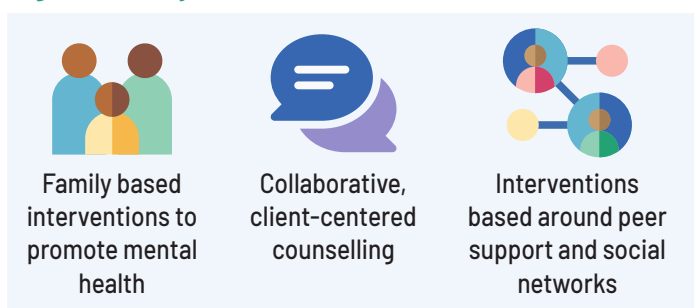 Family based
interventions to
promote mental
health
Collaborative,
client-centered
counselling
Interventions
based around peer
support and social
networks